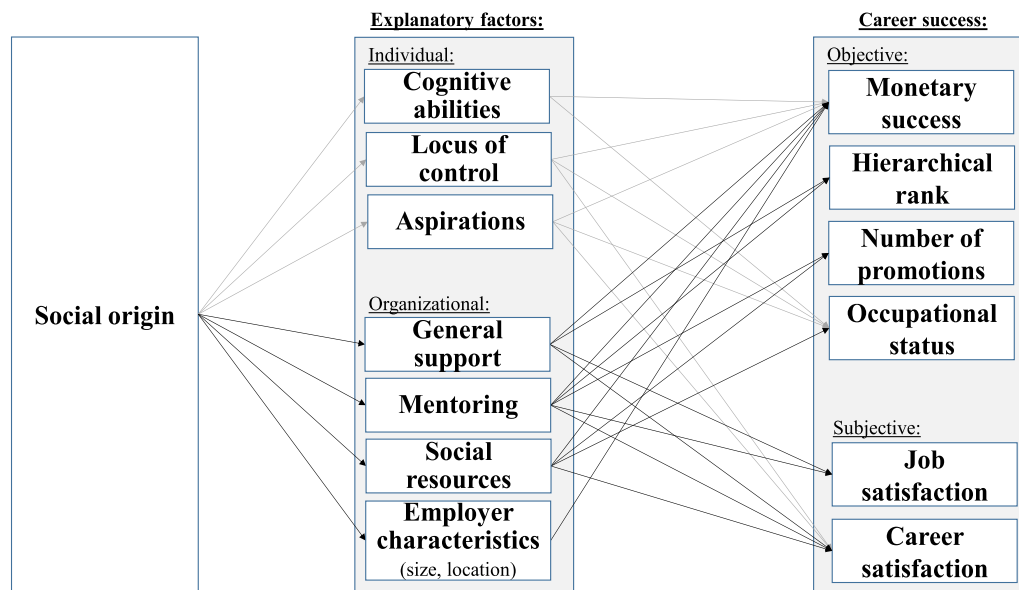 Social origin
Explanatory factors:
Individual:
Cognitive
abilities
Locus of
control
Aspirations
Organizational:
General
support
Mentoring
Social
resources
Employer
characteristics
(size, location)
Career success:
Objective:
Monetary
success
Hierarchical
rank
Number of
promotions
Occupational
status
Subjective:
Job
satisfaction
Career
satisfaction